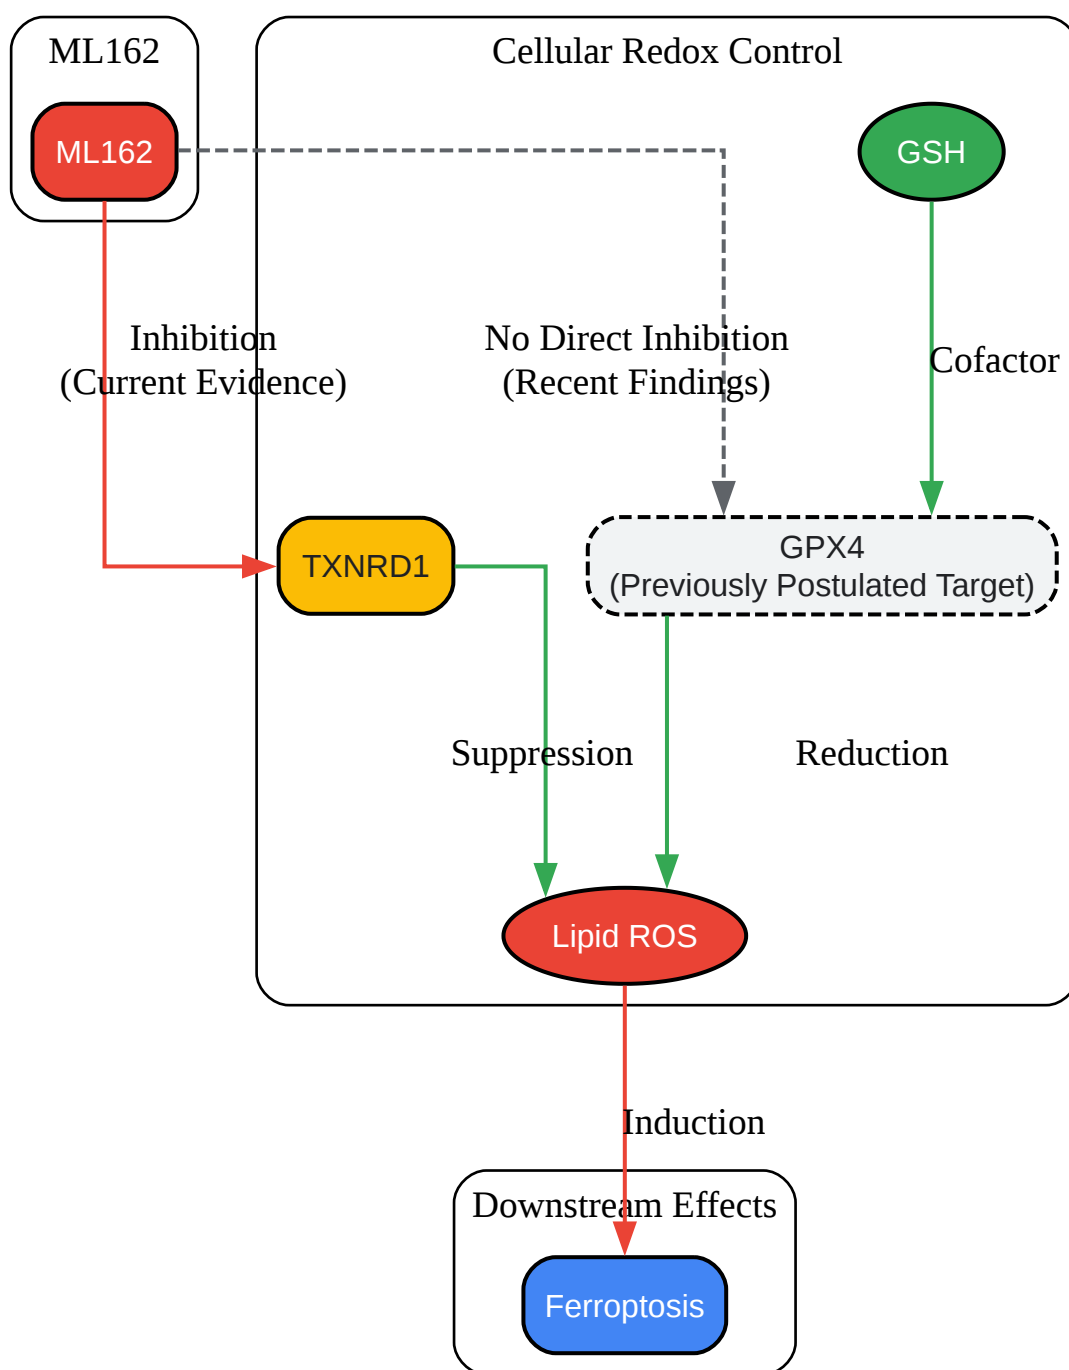 ML162
Cellular Redox Control
ML162
GSH
Inhibition
(Current Evidence)
No Direct Inhibition
(Recent Findings)
Cofactor
TXNRD1
GPX4
(Previously Postulated Target)
Suppression
Reduction
Lipid ROS
Induction
Downstream Effects
Ferroptosis